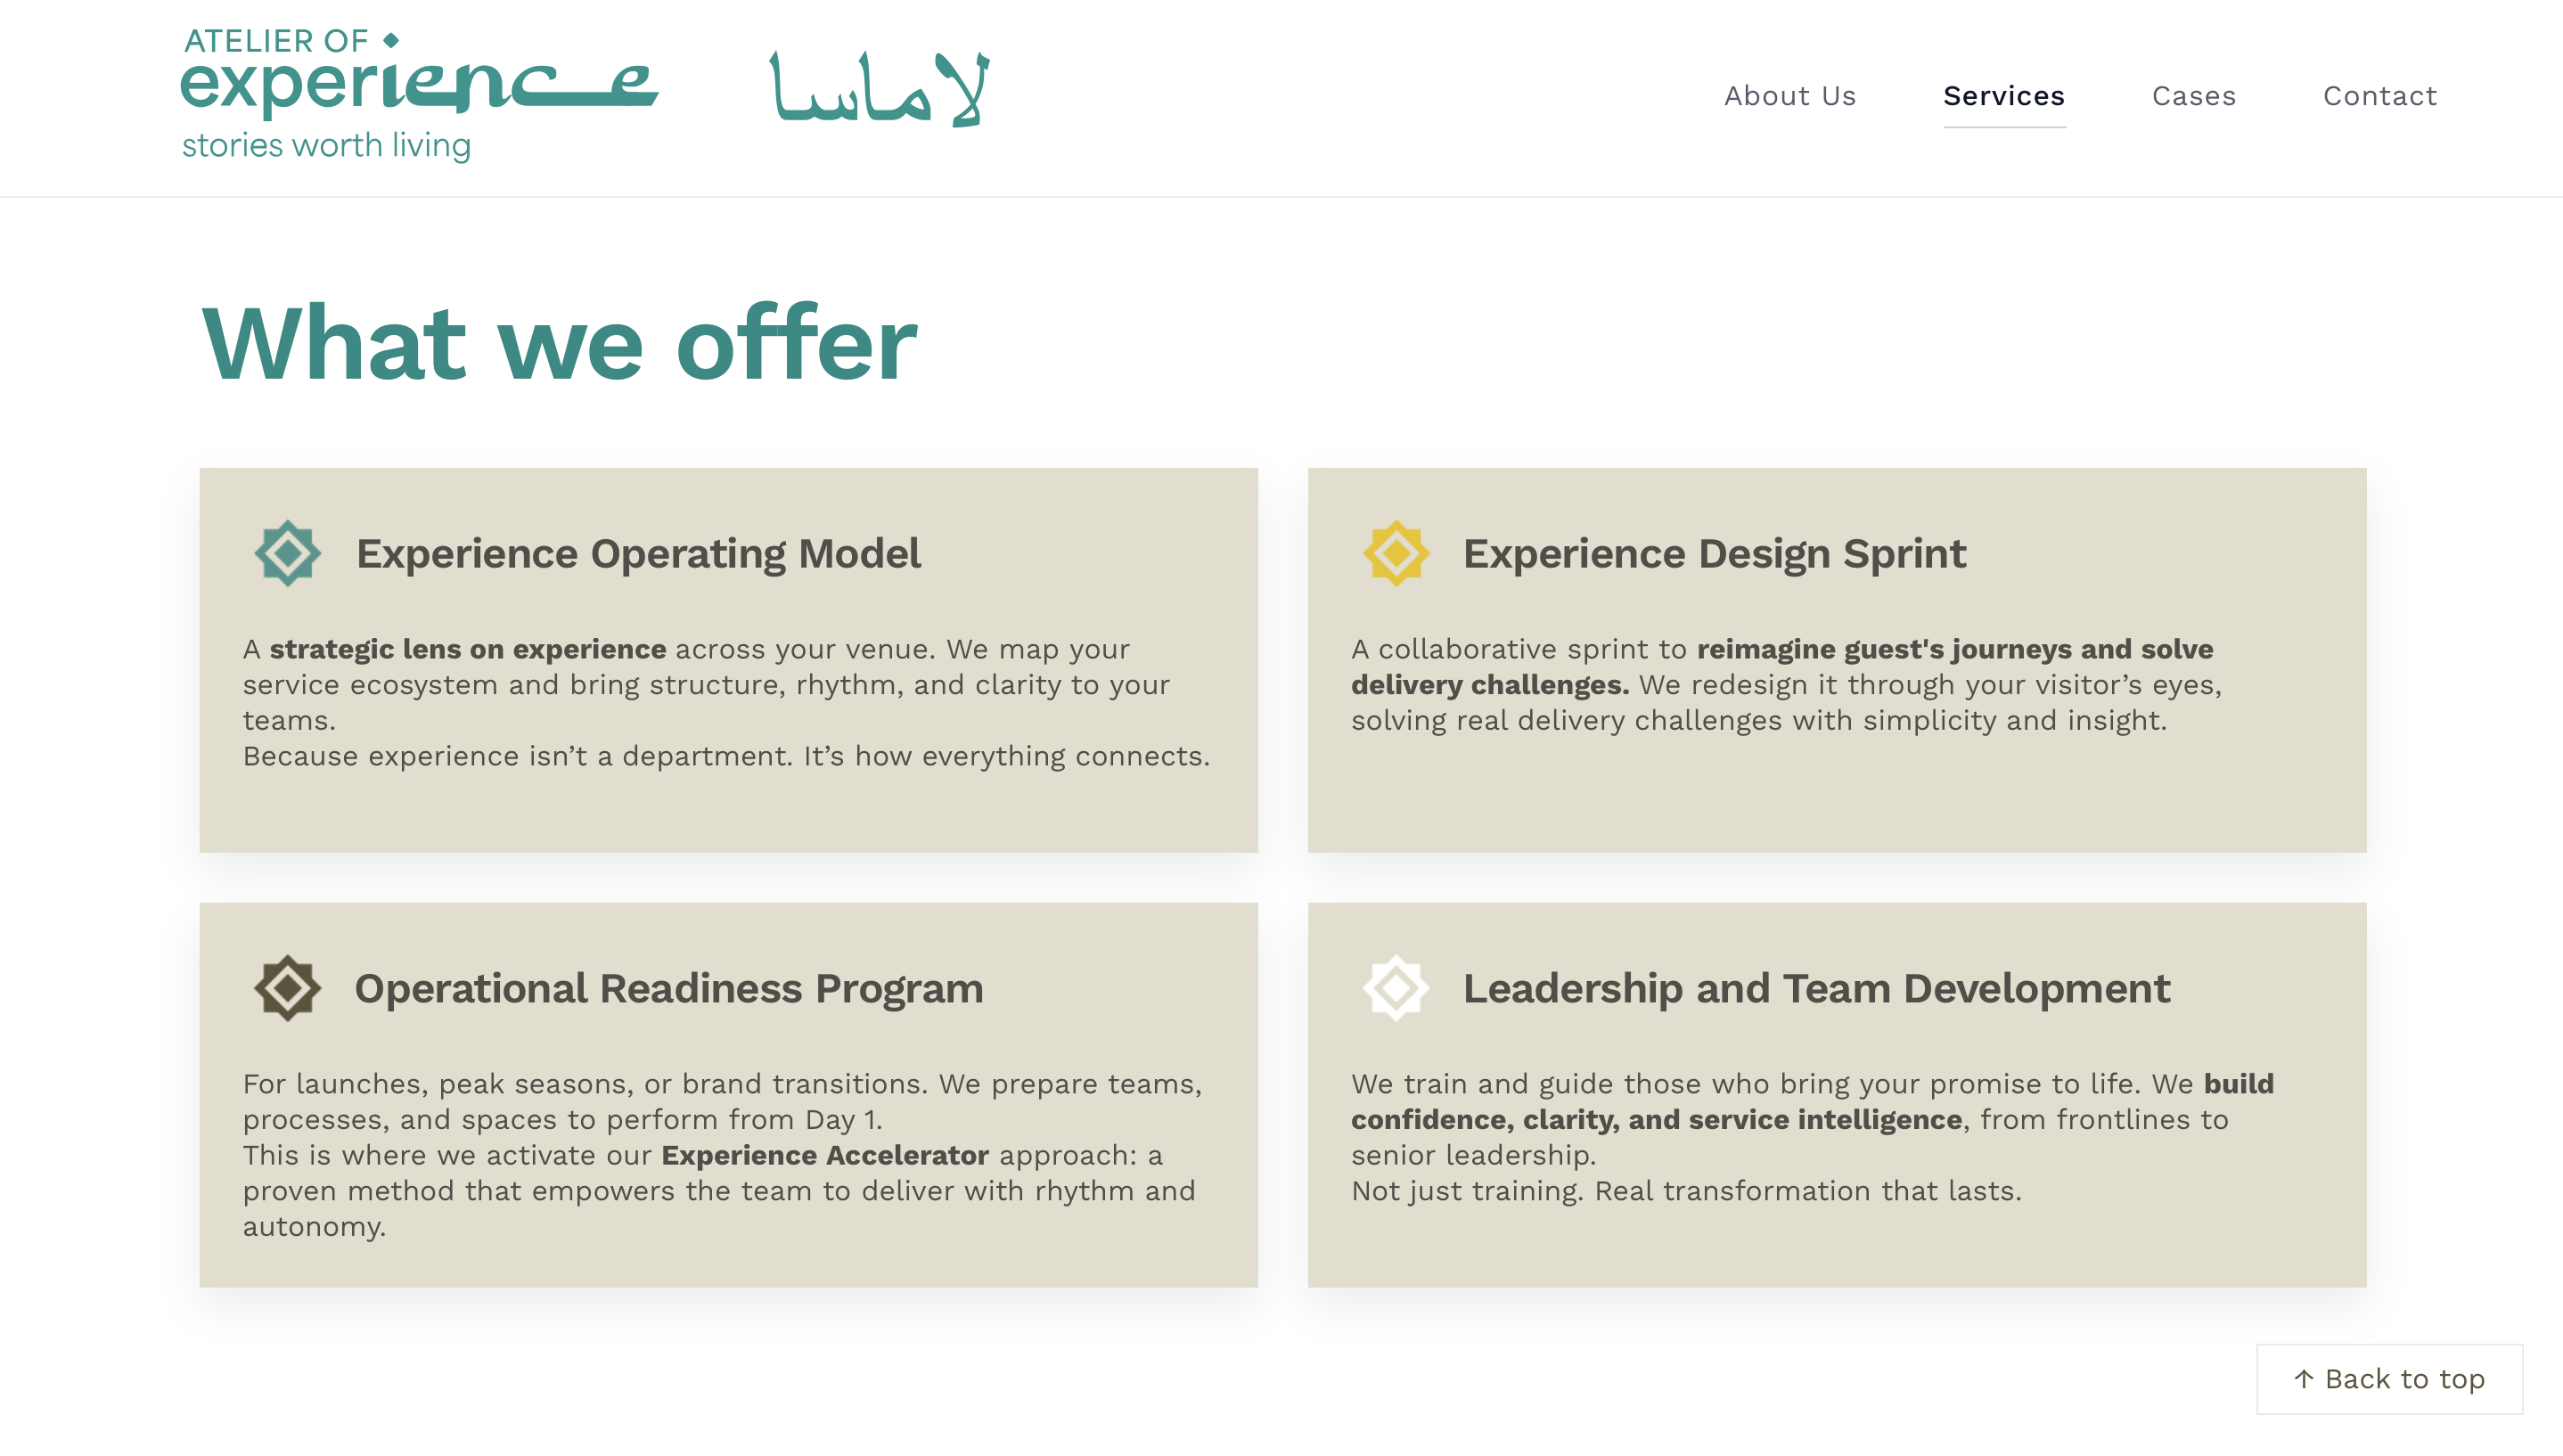 ATELIER OF
experience
stories worth living
لاماسا
About Us
Services
Cases
Contact
What we offer
Experience Operating Model
A strategic lens on experience across your venue. We map your
service ecosystem and bring structure, rhythm, and clarity to your
teams.
Because experience isn’t a department. It’s how everything connects.
Experience Design Sprint
A collaborative sprint to reimagine guest's journeys and solve
delivery challenges. We redesign it through your visitor’s eyes,
solving real delivery challenges with simplicity and insight.
Operational Readiness Program
For launches, peak seasons, or brand transitions. We prepare teams,
processes, and spaces to perform from Day 1.
This is where we activate our Experience Accelerator approach: a
proven method that empowers the team to deliver with rhythm and
autonomy.
Leadership and Team Development
We train and guide those who bring your promise to life. We build
confidence, clarity, and service intelligence, from frontlines to
senior leadership.
Not just training. Real transformation that lasts.
↑ Back to top